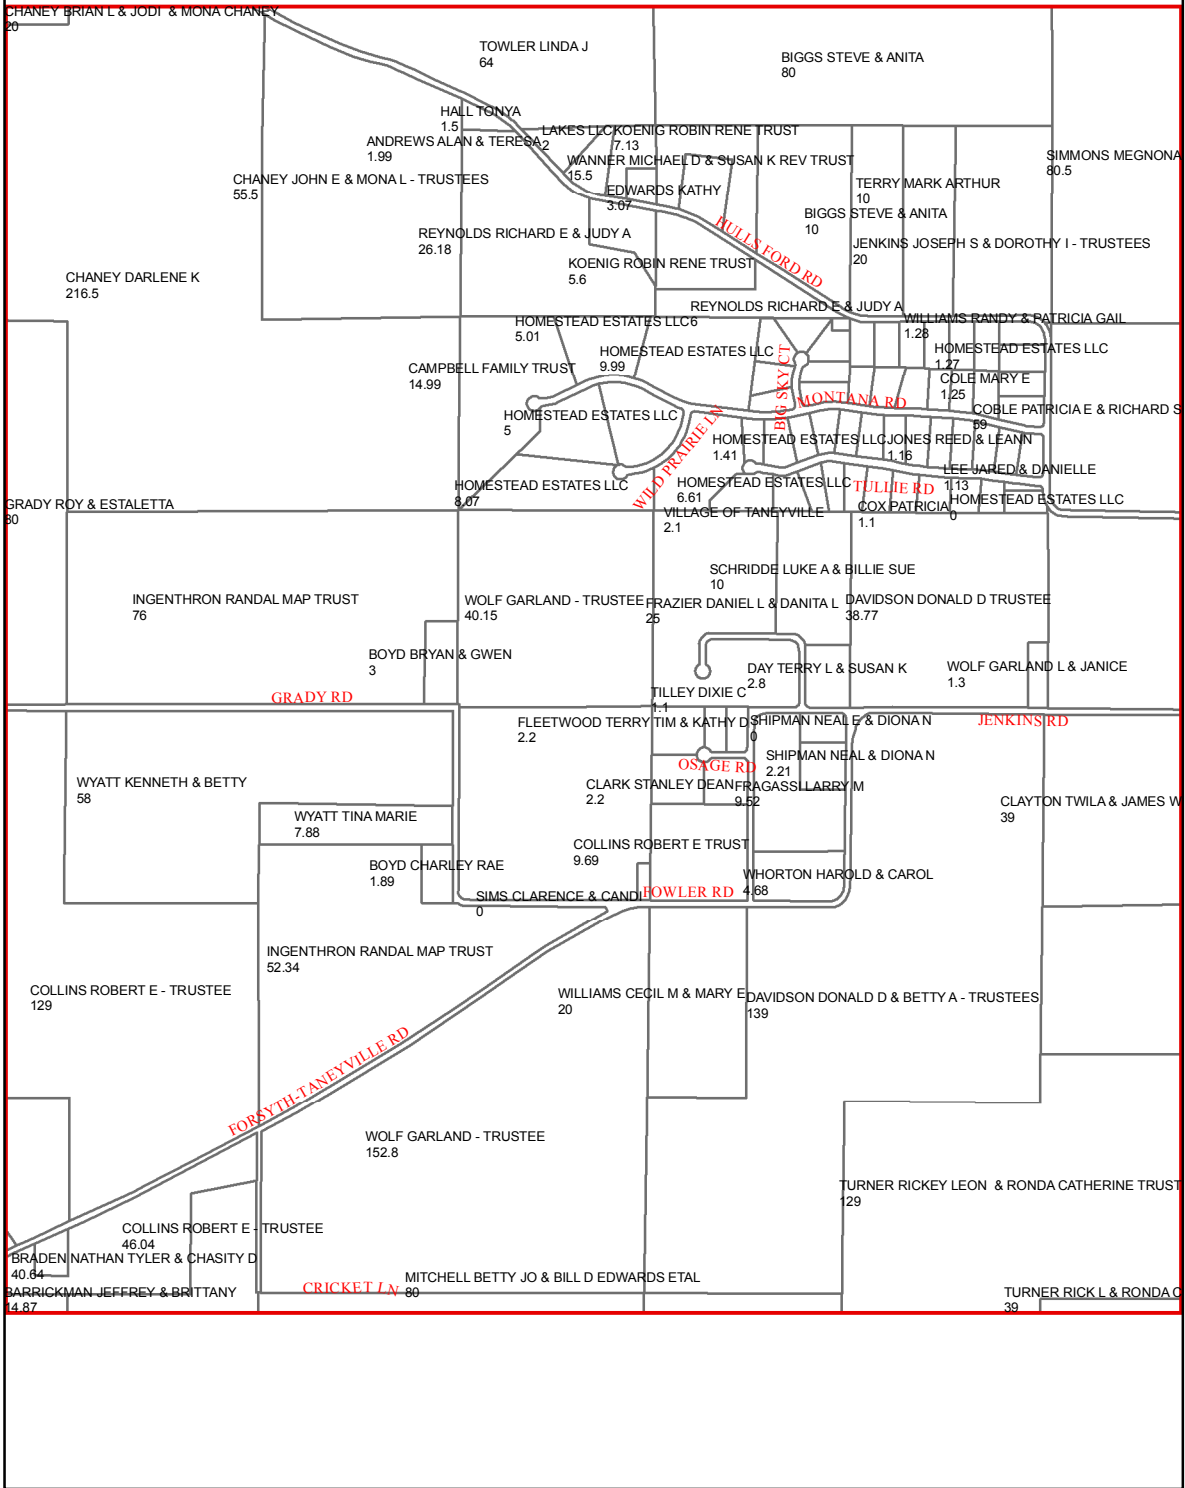 CHANEY BRIAN L & JODI & MONA CHANEY
20
TOWLER LINDA J
64
BIGGS STEVE & ANITA
80
HALL TONYA
1.5
ANDREWS ALAN & TERESA
1.99
LAKES LLC
2
KOENIG ROBIN RENE TRUST
7.13
WANNER MICHAEL D & SUSAN K REV TRUST
15.5
SIMMONS MEGNONA
80.5
CHANEY JOHN E & MONA L - TRUSTEES
55.5
EDWARDS KATHY
3.07
TERRY MARK ARTHUR
10
BIGGS STEVE & ANITA
10
HULLS FORD RD
REYNOLDS RICHARD E & JUDY A
26.18
JENKINS JOSEPH S & DOROTHY I - TRUSTEES
20
KOENIG ROBIN RENE TRUST
5.6
CHANEY DARLENE K
216.5
REYNOLDS RICHARD E & JUDY A
6
HOMESTEAD ESTATES LLC
5.01
WILLIAMS RANDY & PATRICIA GAIL
1.28
HOMESTEAD ESTATES LLC
9.99
HOMESTEAD ESTATES LLC
1.27
CAMPBELL FAMILY TRUST
14.99
BIG SKY CT
COLE MARY E
1.25
MONTANA RD
COBLE PATRICIA E & RICHARD S
59
HOMESTEAD ESTATES LLC
5
WILD PRAIRIE LN
HOMESTEAD ESTATES LLC
1.41
JONES REED & LEANN
1.16
LEE JARED & DANIELLE
1.13
HOMESTEAD ESTATES LLC
8.07
HOMESTEAD ESTATES LLC
6.61
TULLIE RD
HOMESTEAD ESTATES LLC
0
GRADY ROY & ESTALETTA
80
VILLAGE OF TANEYVILLE
2.1
COX PATRICIA
1.1
SCHRIDDE LUKE A & BILLIE SUE
10
INGENTHRON RANDAL MAP TRUST
76
WOLF GARLAND - TRUSTEE
40.15
FRAZIER DANIEL L & DANITA L
25
DAVIDSON DONALD D TRUSTEE
38.77
BOYD BRYAN & GWEN
3
DAY TERRY L & SUSAN K
2.8
WOLF GARLAND L & JANICE
1.3
GRADY RD
TILLEY DIXIE C
1.1
FLEETWOOD TERRY TIM & KATHY D
2.2
SHIPMAN NEAL E & DIONA N
0
JENKINS RD
OSAGE RD
SHIPMAN NEAL & DIONA N
2.21
WYATT KENNETH & BETTY
58
CLARK STANLEY DEAN
2.2
FRAGASSI LARRY M
9.52
CLAYTON TWILA & JAMES W
39
WYATT TINA MARIE
7.88
COLLINS ROBERT E TRUST
9.69
BOYD CHARLEY RAE
1.89
WHORTON HAROLD & CAROL
4.68
SIMS CLARENCE & CANDI
0
FOWLER RD
INGENTHRON RANDAL MAP TRUST
52.34
COLLINS ROBERT E - TRUSTEE
129
WILLIAMS CECIL M & MARY E
20
DAVIDSON DONALD D & BETTY A - TRUSTEES
139
FORSYTH-TANEYVILLE RD
WOLF GARLAND - TRUSTEE
152.8
TURNER RICKEY LEON & RONDA CATHERINE TRUST
129
COLLINS ROBERT E - TRUSTEE
46.04
BRADEN NATHAN TYLER & CHASITY D
40.64
BARRICKMAN JEFFREY & BRITTANY
14.87
CRICKET LN
MITCHELL BETTY JO & BILL D EDWARDS ETAL
80
TURNER RICK L & RONDA C
39